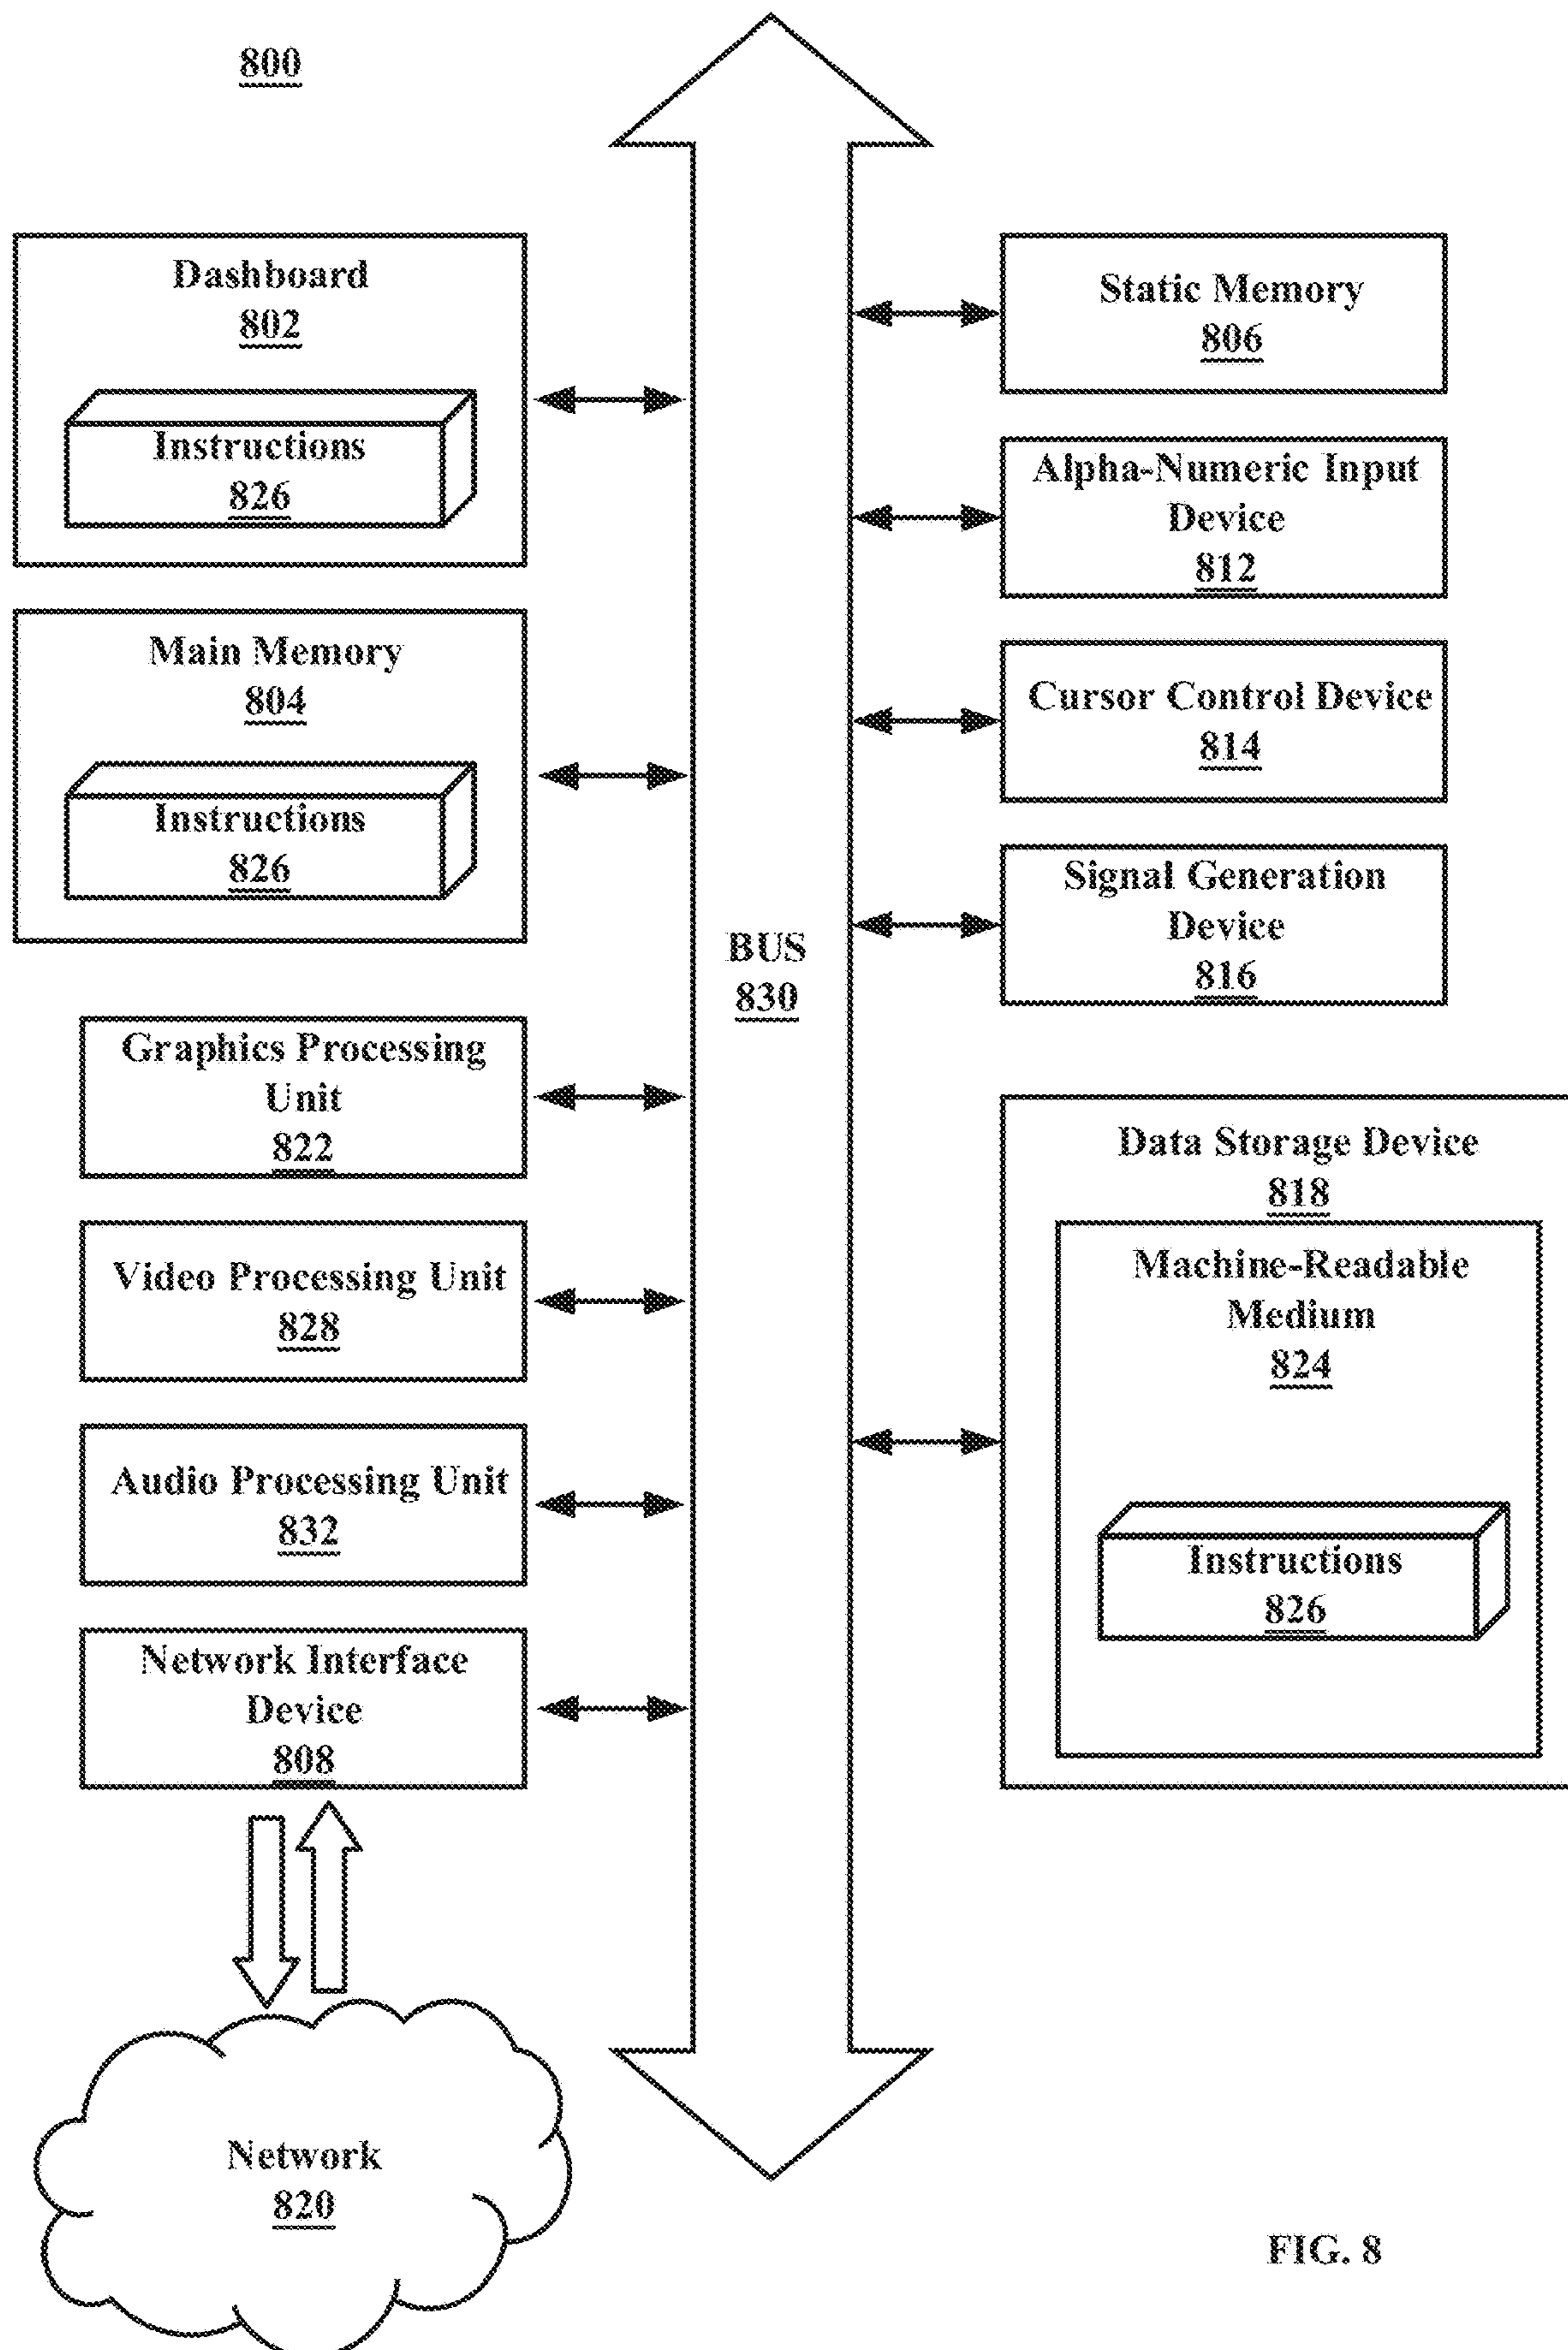 800
Dashboard
802
Instructions
826
Main Memory
804
Instructions
826
Graphics Processing
Unit
822
Video Processing Unit
828
Audio Processing Unit
832
Network Interface
Device
808
Network
820
BUS
830
Static Memory
806
Alpha-Numeric Input
Device
812
Cursor Control Device
814
Signal Generation
Device
816
Data Storage Device
818
Machine-Readable
Medium
824
Instructions
826
FIG. 8